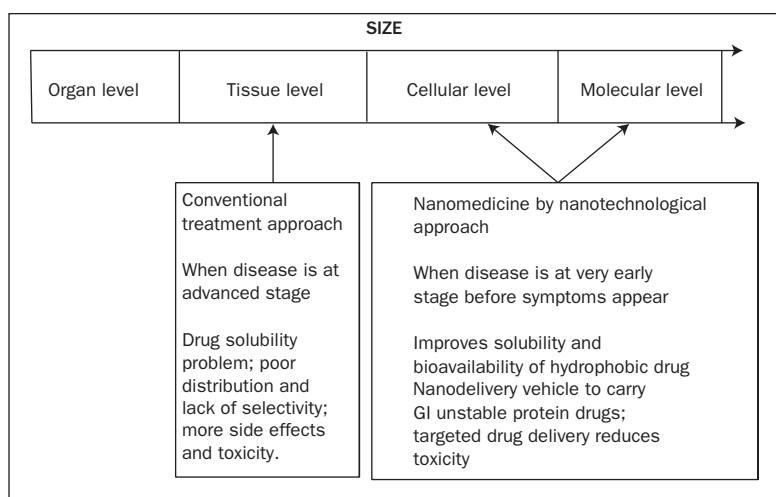 SIZE
Organ level
Tissue level
Cellular level
Molecular level
Conventional
treatment approach
When disease is at
advanced stage
Drug solubility
problem; poor
distribution and
lack of selectivity;
more side effects
and toxicity.
Nanomedicine by nanotechnological
approach
When disease is at very early
stage before symptoms appear
Improves solubility and
bioavailability of hydrophobic drug
Nanodelivery vehicle to carry
GI unstable protein drugs;
targeted drug delivery reduces
toxicity